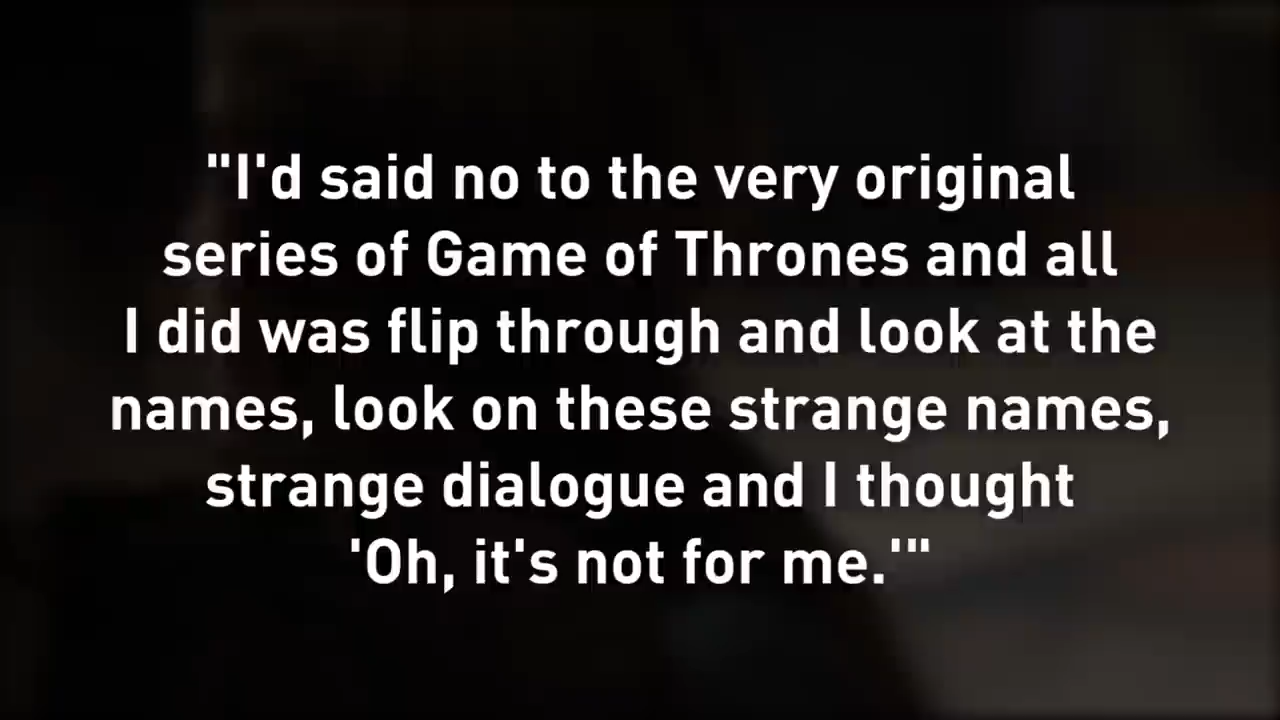 "I'd said no to the very original
series of Game of Thrones and all
I did was flip through and look at the
names, look on these strange names,
strange dialogue and I thought
'Oh, it's not for me.'"